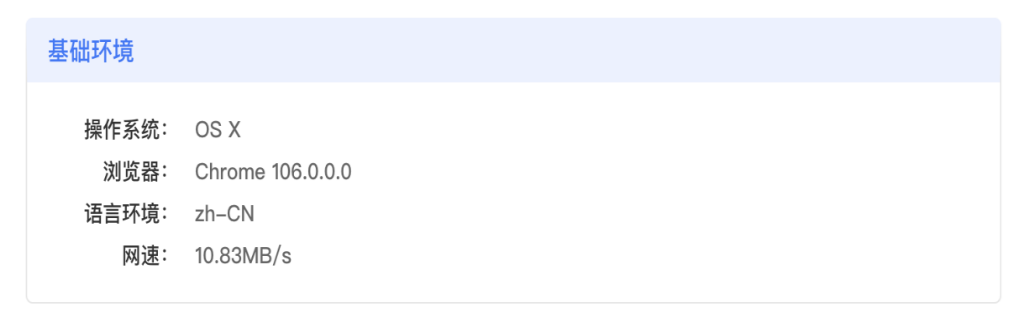 基础环境
操作系统： OS X
浏览器： Chrome 106.0.0.0
语言环境： zh-CN
网速： 10.83MB/s